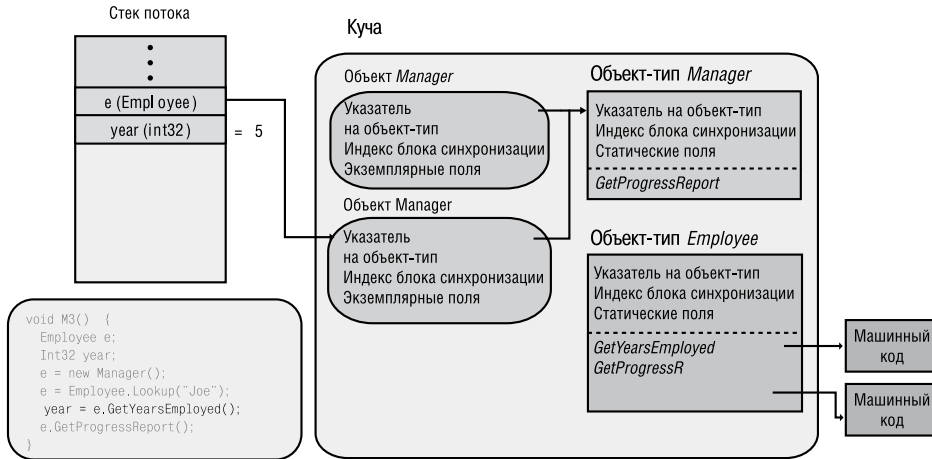 Стек потока
e (Employee)
year (int32)
= 5
Куча
Объект Manager
Указатель
на объект-тип
Индекс блока синхронизации
Экземплярные поля
Объект Manager
Указатель
на объект-тип
Индекс блока синхронизации
Экземплярные поля
Объект-тип Manager
Указатель на объект-тип
Индекс блока синхронизации
Статические поля
GetProgressReport
Объект-тип Employee
Указатель на объект-тип
Индекс блока синхронизации
Статические поля
GetYearsEmployed
GetProgressR
Машинный
код
Машинный
код
void M3() {
Employee e;
Int32 year;
e = new Manager();
e = Employee.Lookup("Joe");
year = e.GetYearsEmployed();
e.GetProgressReport();
}